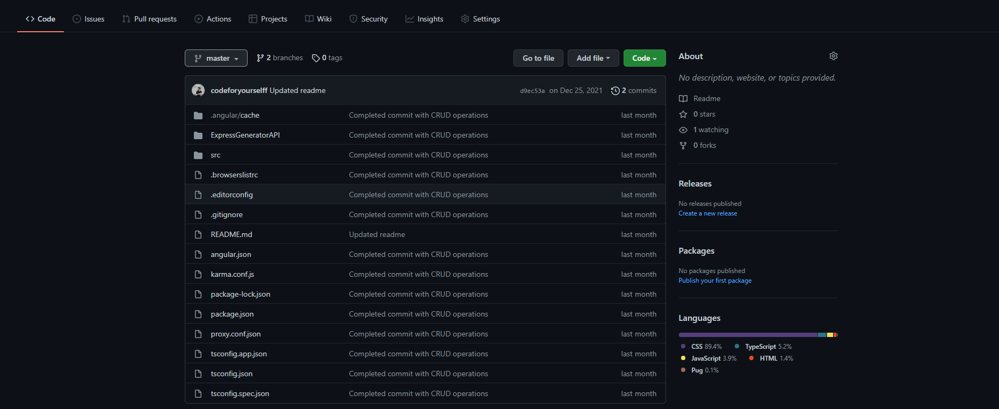 Code Issues Pull requests Actions Projects Wiki Security Insights Settings
master 2 branches 0 tags Go to file Add file Code
codeforyourselff Updated readme d9ec53a on Dec 25, 2021 2 commits
.angular/cache Completed commit with CRUD operations last month
ExpressGeneratorAPI Completed commit with CRUD operations last month
src Completed commit with CRUD operations last month
.browserslistrc Completed commit with CRUD operations last month
.editorconfig Completed commit with CRUD operations last month
.gitignore Completed commit with CRUD operations last month
README.md Updated readme last month
angular.json Completed commit with CRUD operations last month
karma.conf.js Completed commit with CRUD operations last month
package-lock.json Completed commit with CRUD operations last month
package.json Completed commit with CRUD operations last month
proxy.conf.json Completed commit with CRUD operations last month
tsconfig.app.json Completed commit with CRUD operations last month
tsconfig.json Completed commit with CRUD operations last month
tsconfig.spec.json Completed commit with CRUD operations last month
About
No description, website, or topics provided.
Readme
0 stars
1 watching
0 forks
Releases
No releases published
Create a new release
Packages
No packages published
Publish your first package
Languages
CSS 89.4% TypeScript 5.2%
JavaScript 3.9% HTML 1.4%
Pug 0.1%